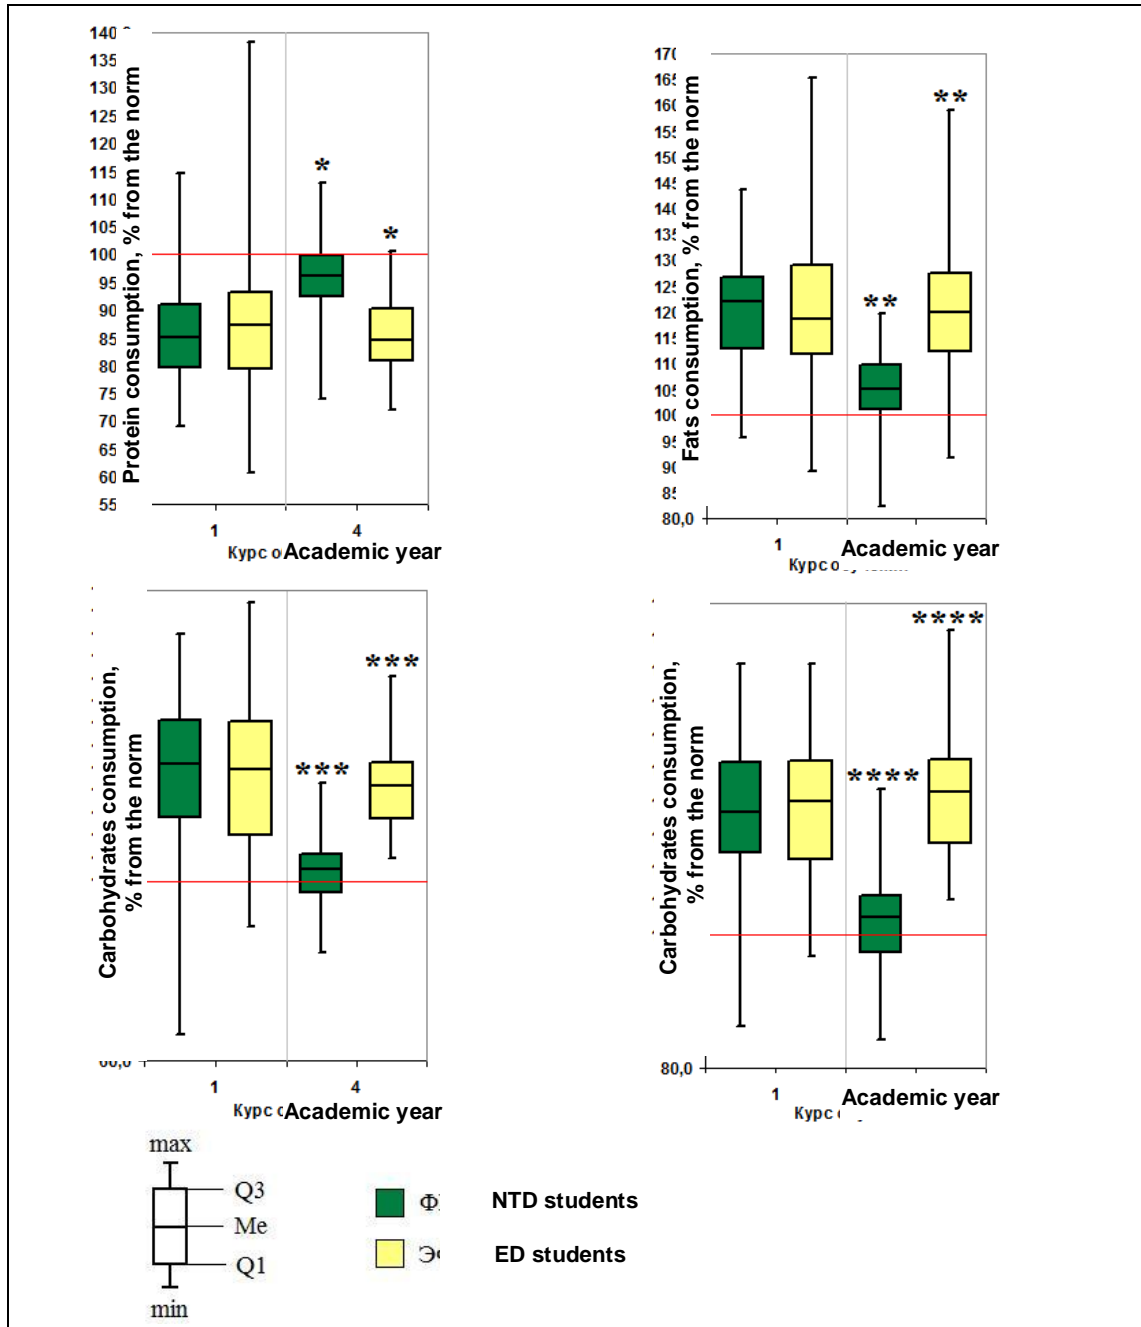 140
135
130
125
120
115
110
105
100
95
90
85
80
75
70
65
60
55
Protein consumption, % from the norm
*
*
1
4
Курс о
Academic year
170
165
160
155
150
145
140
135
130
125
120
115
110
105
100
95
90
85
80,0
Fats consumption, % from the norm
**
**
1
Курс о
Academic year
Carbohydrates consumption,
% from the norm
***
***
1
4
Курс о
Academic year
Carbohydrates consumption,
% from the norm
****
****
80,0
1
Курс о
Academic year
max
Q3
Me
Q1
min
Ф
NTD students
Э
ED students